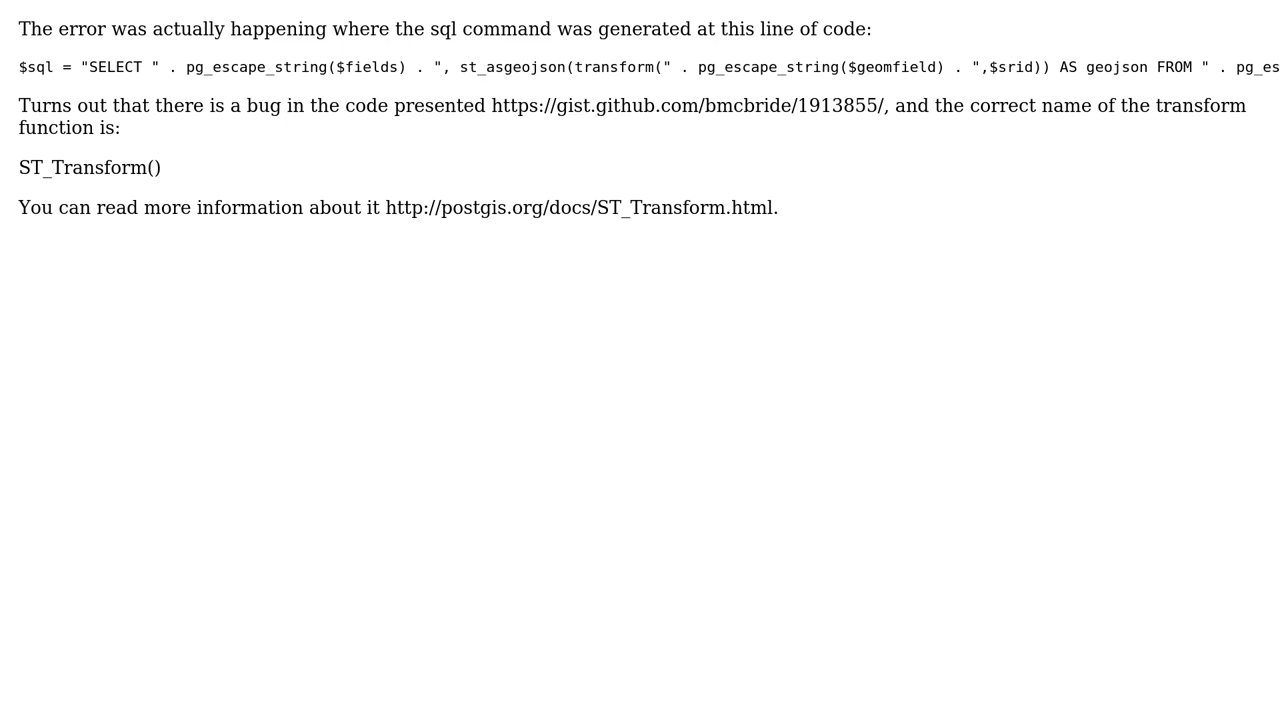 The error was actually happening where the sql command was generated at this line of code:
$sql = "SELECT " . pg_escape_string($fields) . ", st_asgeojson(transform(" . pg_escape_string($geomfield) . ",$srid)) AS geojson FROM " . pg_es
Turns out that there is a bug in the code presented https://gist.github.com/bmcbride/1913855/, and the correct name of the transform
function is:
ST_Transform()
You can read more information about it http://postgis.org/docs/ST_Transform.html.